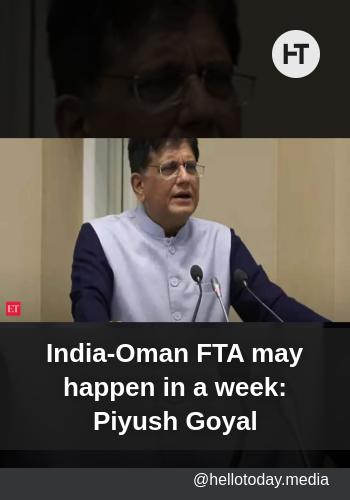 HT
ET
India-Oman FTA may
happen in a week:
Piyush Goyal
@hellotoday.media